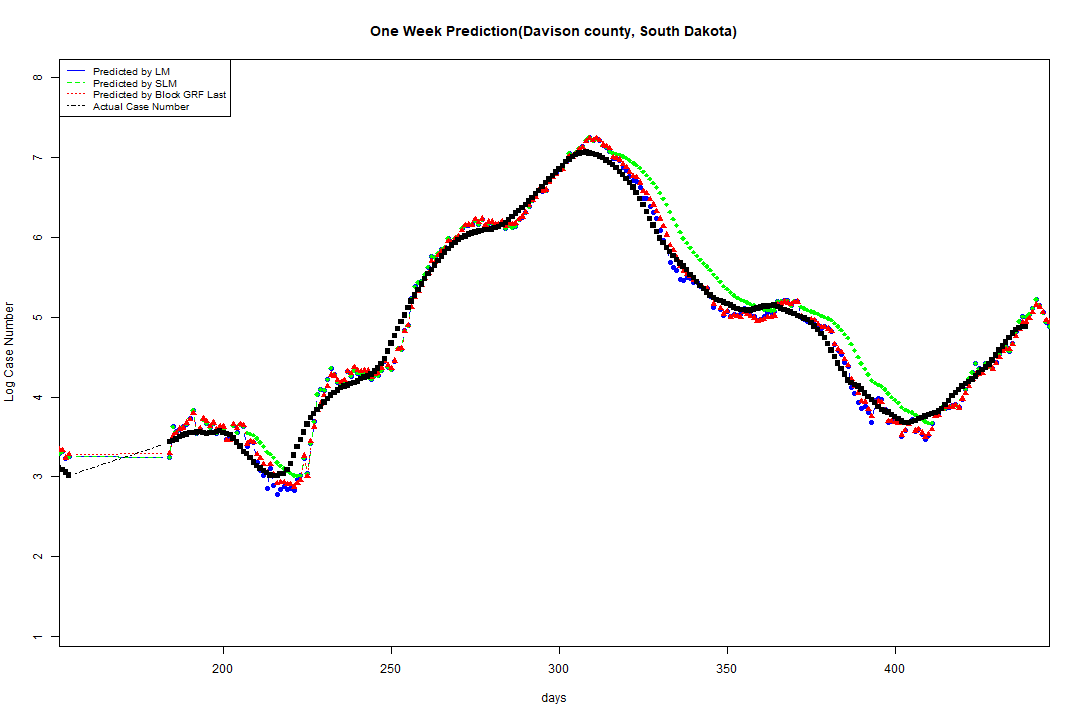 One Week Prediction(Davison county, South Dakota)
Predicted by LM
Predicted by SLM
Predicted by Block GRF Last
Actual Case Number
Log Case Number
8
7
6
5
4
3
2
1
200 250 300 350 400
days